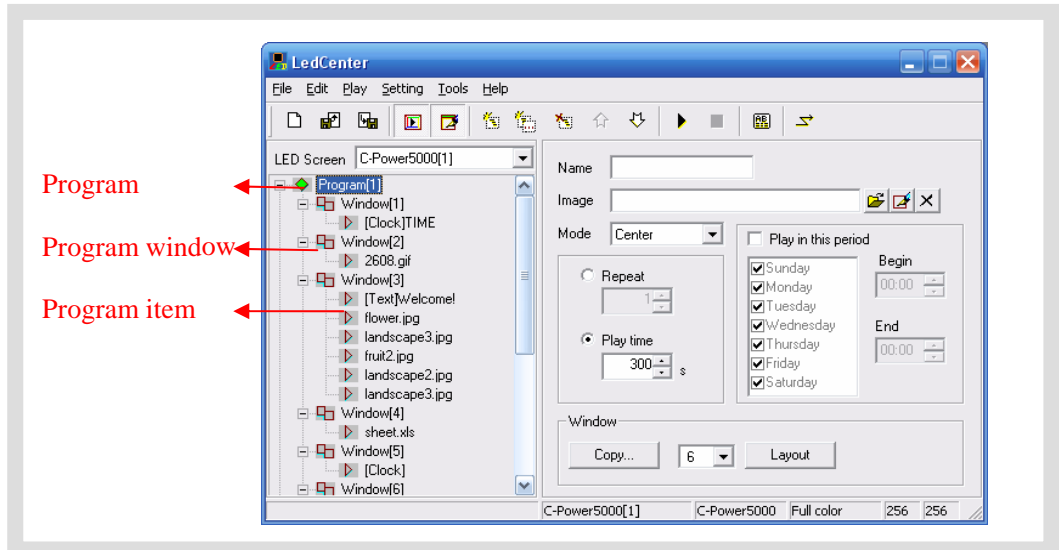 LedCenter
File Edit Play Setting Tools Help
LED Screen C-Power5000[1]
Program
Program window
Program item
Program[1]
Window[1]
[Clock]TIME
Window[2]
2608.gif
Window[3]
[Text]Welcome!
flower.jpg
landscape3.jpg
fruit2.jpg
landscape2.jpg
landscape3.jpg
Window[4]
sheet.xls
Window[5]
[Clock]
Window[6]
Name
Image
Mode Center
Repeat
1
Play time
300 s
Play in this period
Sunday
Monday
Tuesday
Wednesday
Thursday
Friday
Saturday
Begin
00:00
End
00:00
Window
Copy... 6 Layout
C-Power5000[1] C-Power5000 Full color 256 256